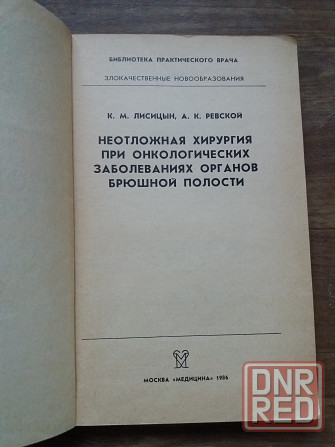 БИБЛИОТЕКА ПРАКТИЧЕСКОГО ВРАЧА
ЗЛОКАЧЕСТВЕННЫЕ НОВООБРАЗОВАНИЯ
К. М. ЛИСИЦЫН, А. К. РЕВСКОЙ
НЕОТЛОЖНАЯ ХИРУРГИЯ
ПРИ ОНКОЛОГИЧЕСКИХ
ЗАБОЛЕВАНИЯХ ОРГАНОВ
БРЮШНОЙ ПОЛОСТИ
МОСКВА «МЕДИЦИНА» 1986
DNR
RED